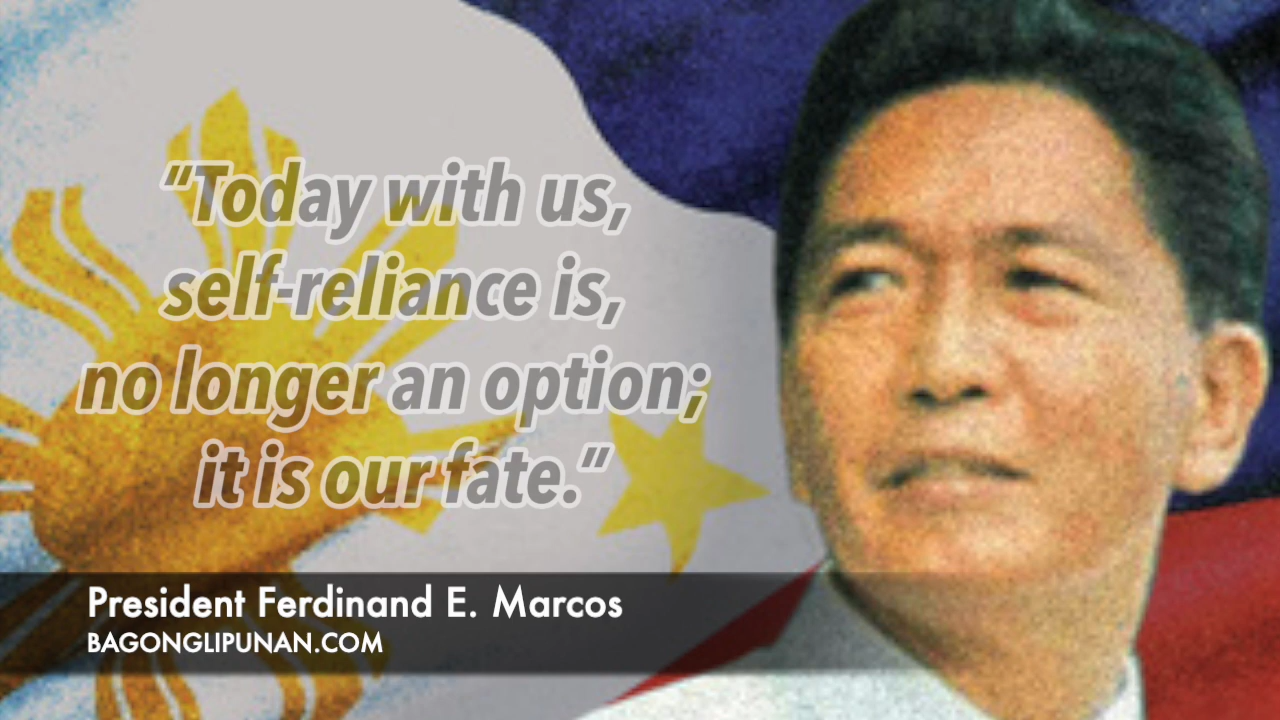 “Today with us,
self-reliance is,
no longer an option;
it is our fate.”
President Ferdinand E. Marcos
BAGONGLIPUNAN.COM